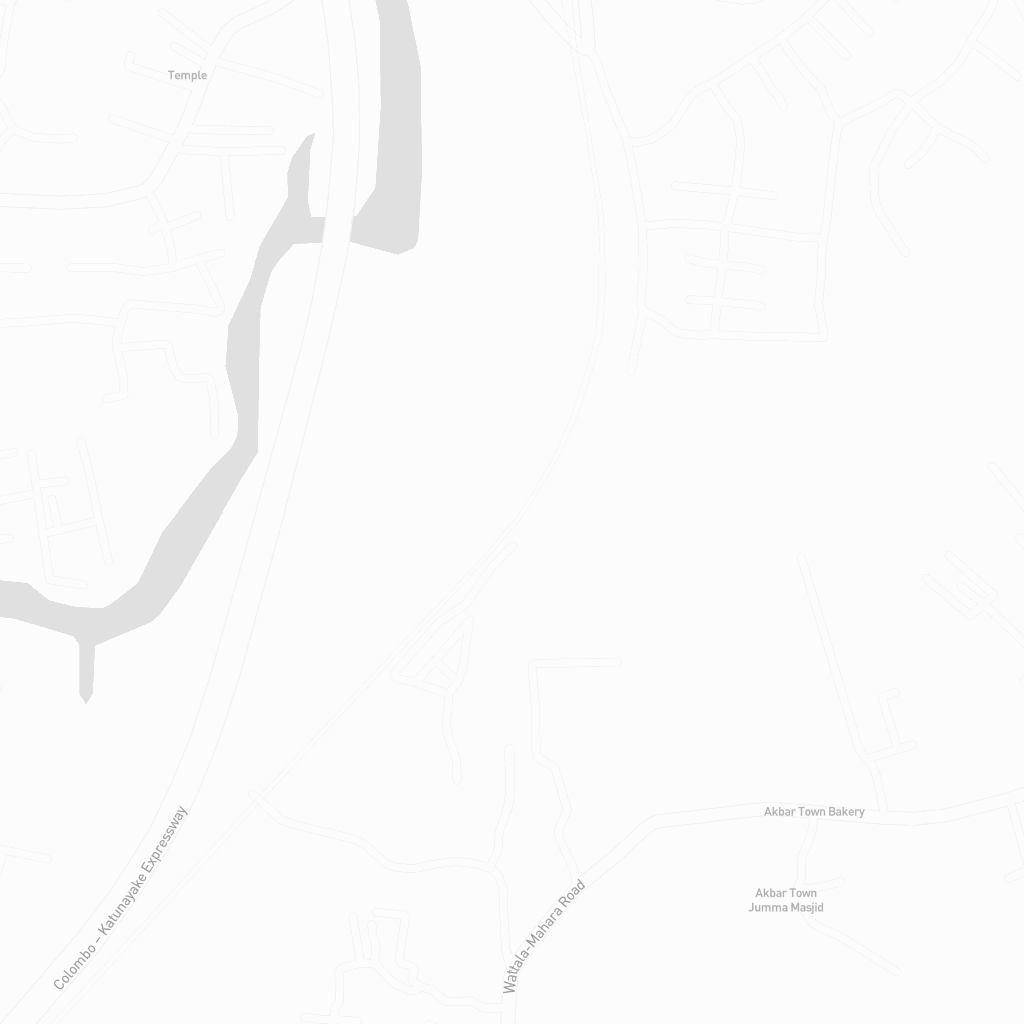 Temple
Akbar Town Bakery
Akbar Town
Jumma Masjid
Colombo - Katunayake Expressway
Wattala-Mahara Road